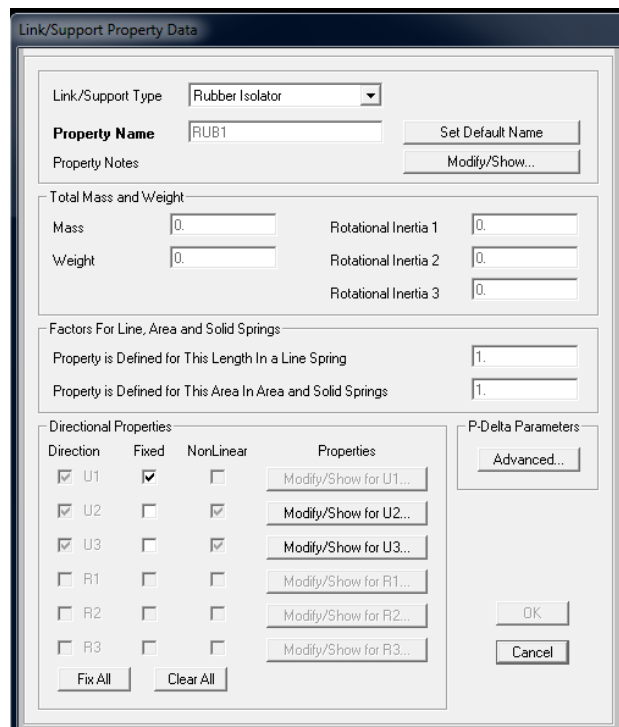 Link/Support Property Data
Link/Support Type Rubber Isolator
Property Name RUB1 Set Default Name
Property Notes Modify/Show...
Total Mass and Weight
Mass 0. Rotational Inertia 1 0.
Weight 0. Rotational Inertia 2 0.
Rotational Inertia 3 0.
Factors For Line, Area and Solid Springs
Property is Defined for This Length In a Line Spring 1.
Property is Defined for This Area In Area and Solid Springs 1.
Directional Properties P-Delta Parameters
Direction Fixed NonLinear Properties Advanced...
U1 Modify/Show for U1...
U2 Modify/Show for U2...
U3 Modify/Show for U3...
R1 Modify/Show for R1...
R2 Modify/Show for R2... OK
R3 Modify/Show for R3... Cancel
Fix All Clear All